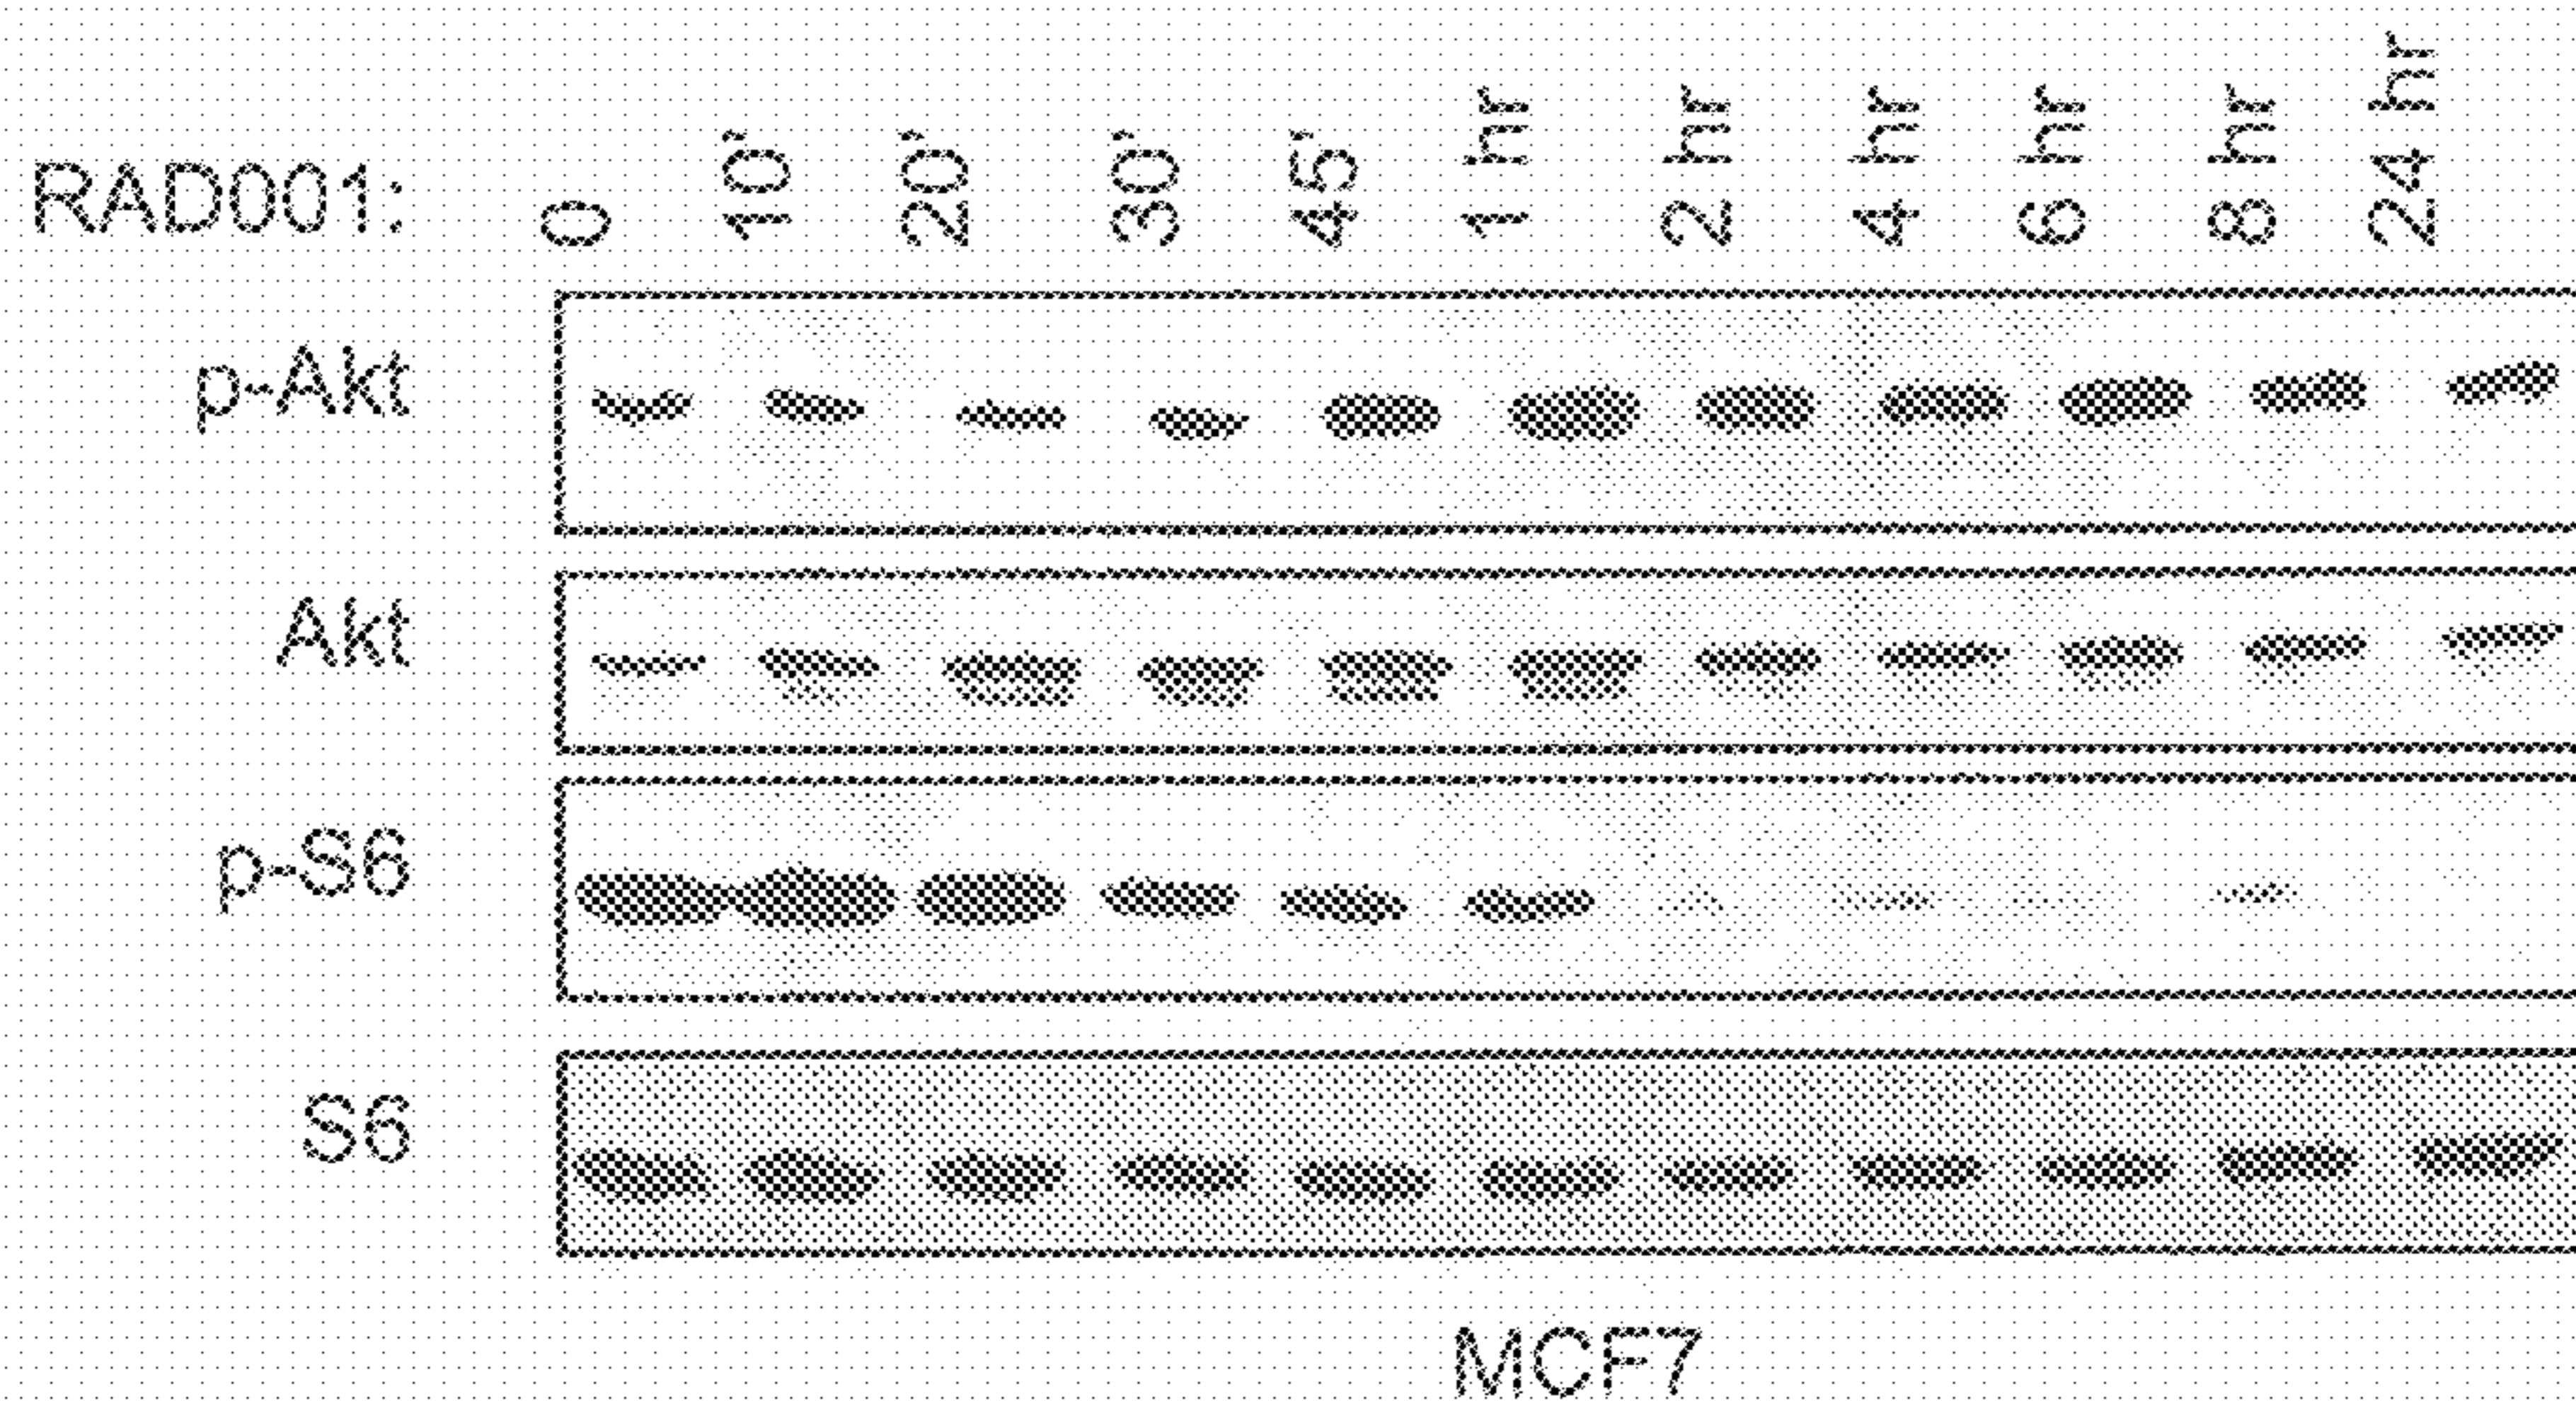 RAD001: 0 10' 20' 30' 45' 1 hr 2 hr 4 hr 6 hr 8 hr 24 hr
p-Akt
Akt
p-S6
S6
MCF7